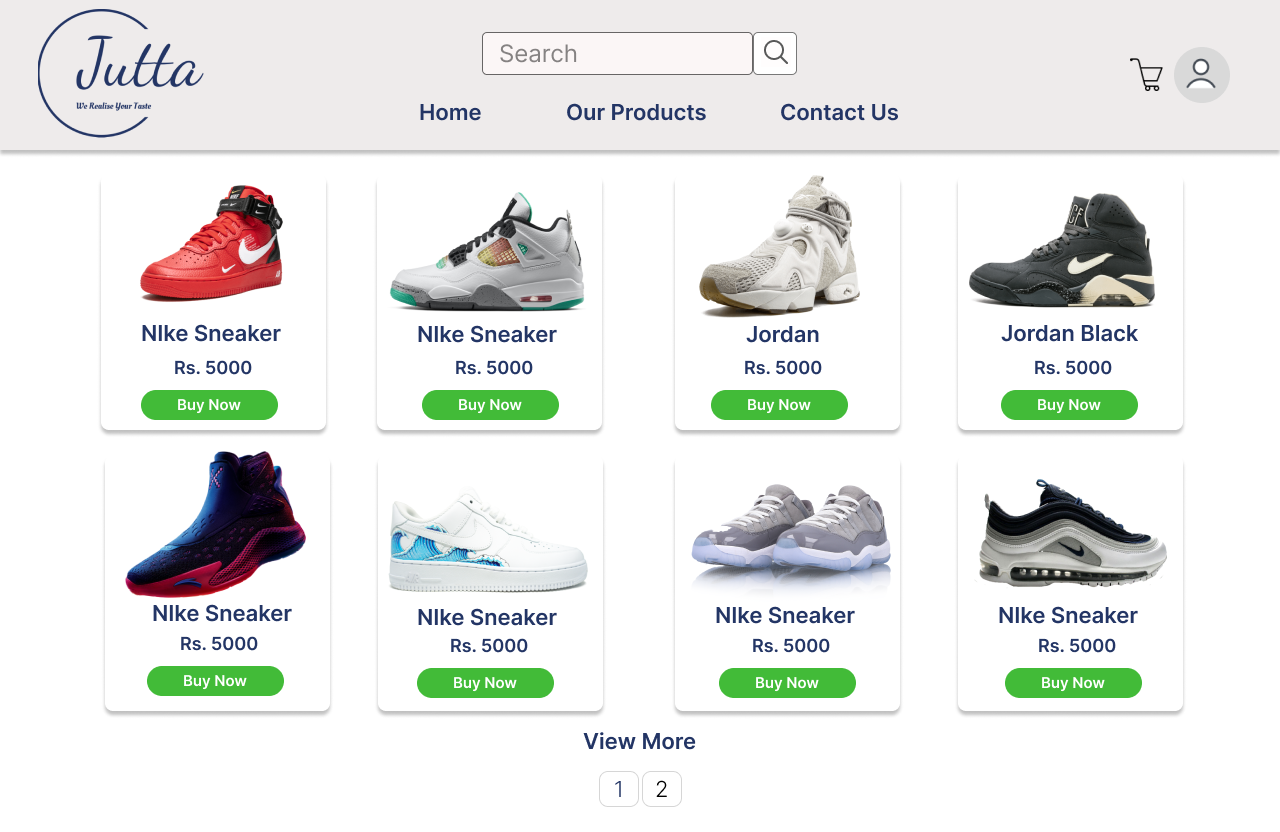 Jutta
We Realise Your Taste
Search
Home Our Products Contact Us
NIke Sneaker NIke Sneaker Jordan Jordan Black
Rs. 5000 Rs. 5000 Rs. 5000 Rs. 5000
Buy Now Buy Now Buy Now Buy Now
NIke Sneaker NIke Sneaker NIke Sneaker NIke Sneaker
Rs. 5000 Rs. 5000 Rs. 5000 Rs. 5000
Buy Now Buy Now Buy Now Buy Now
View More
1 2